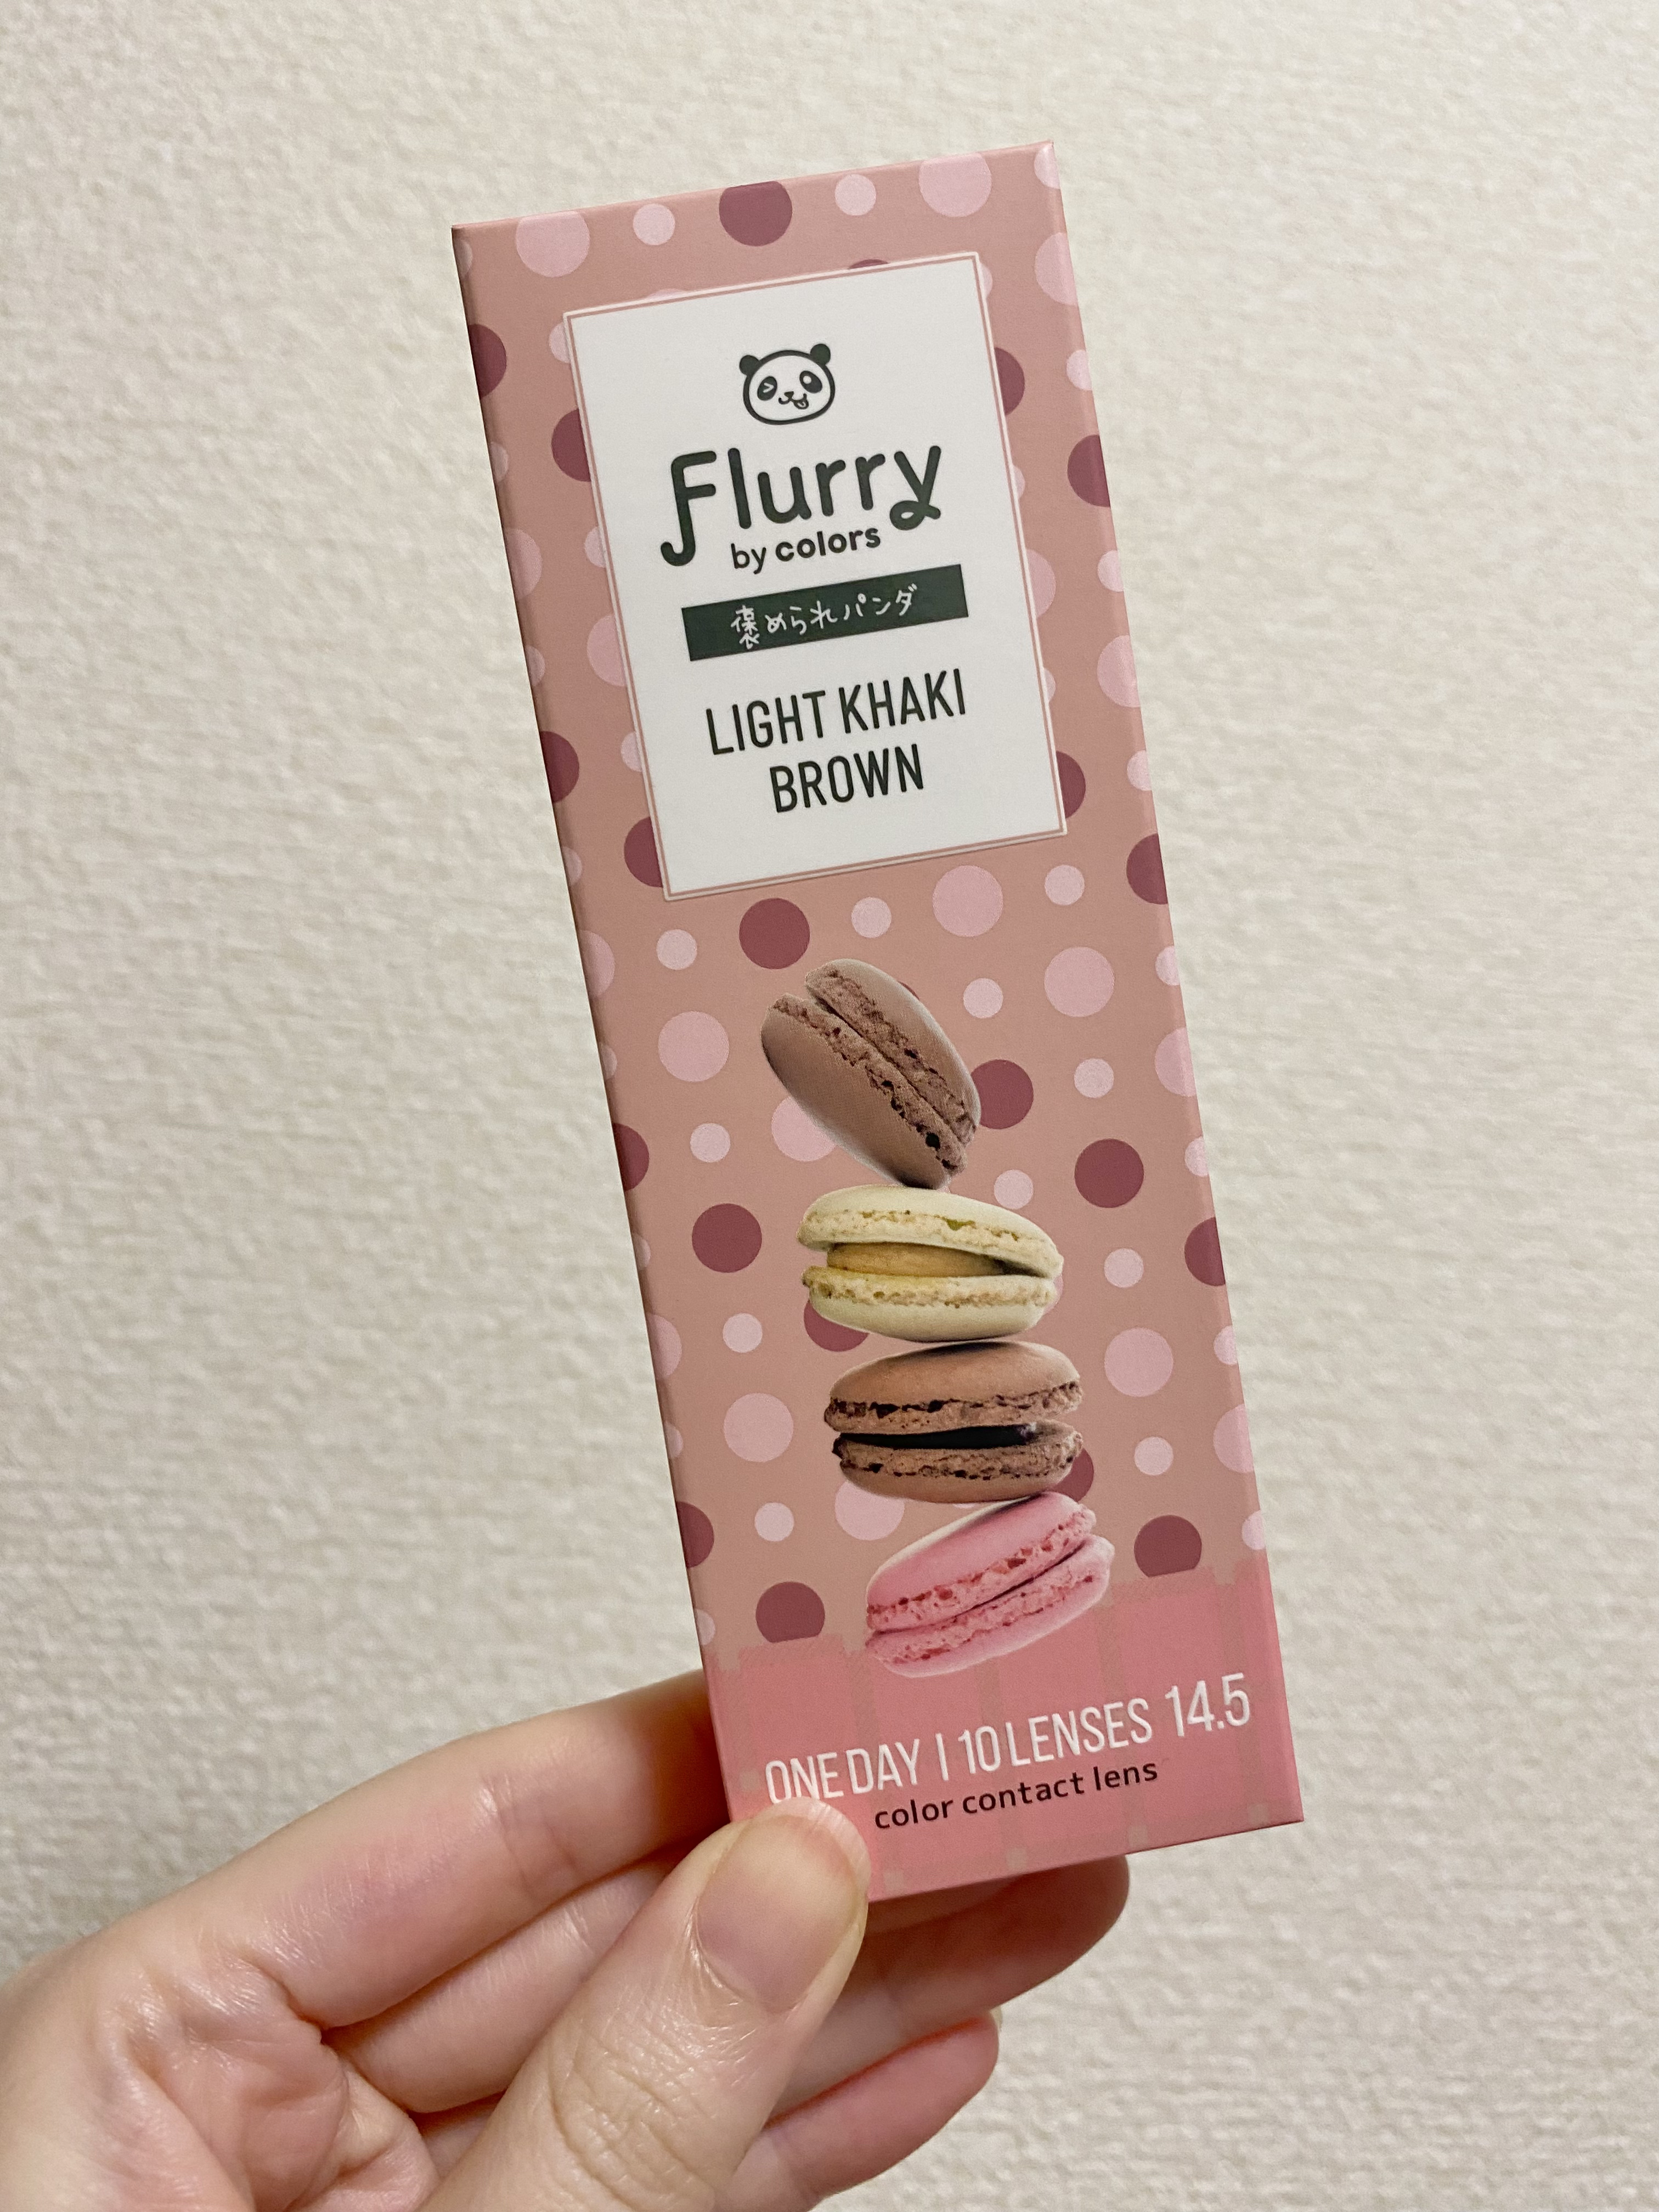 Flurry
by colors
褒められパンダ
LIGHT KHAKI
BROWN
ONE DAY | 10 LENSES 14.5
color contact lens